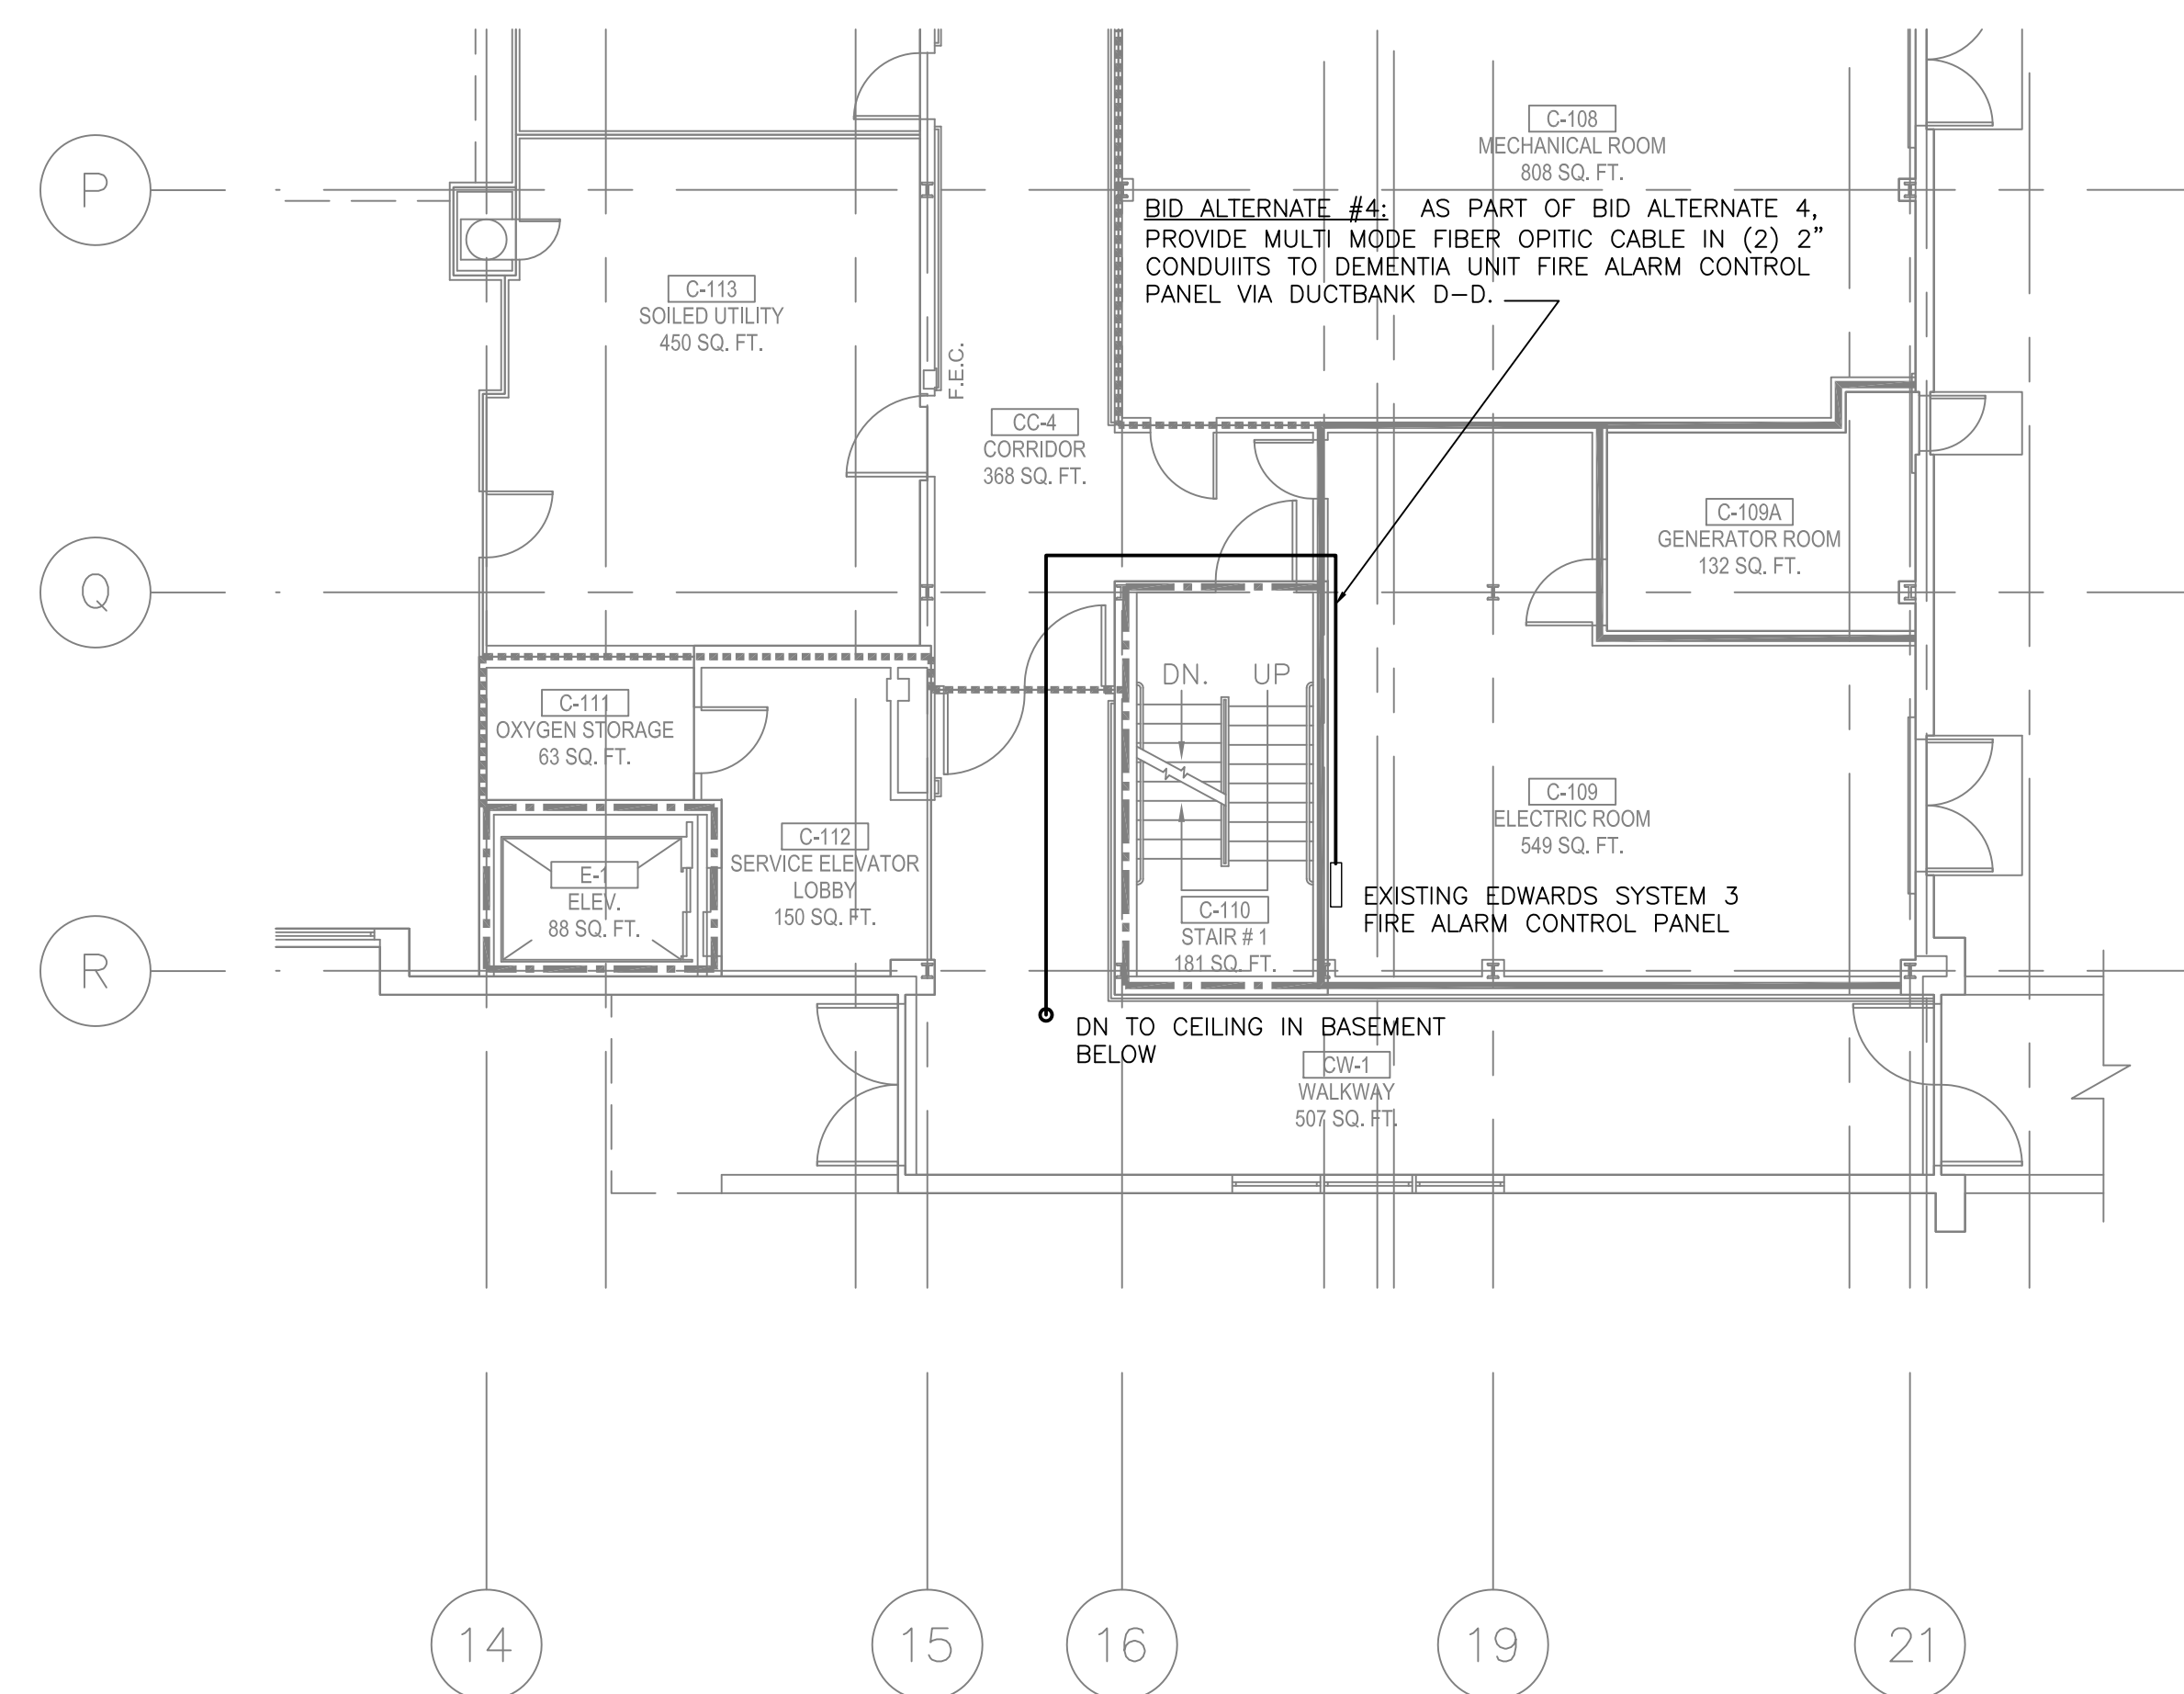 C-108
MECHANICAL ROOM
808 SQ. FT.
P
BID ALTERNATE #4: AS PART OF BID ALTERNATE 4,
PROVIDE MULTI MODE FIBER OPITIC CABLE IN (2) 2"
CONDUIITS TO DEMENTIA UNIT FIRE ALARM CONTROL
PANEL VIA DUCTBANK D-D.
C-113
SOILED UTILITY
450 SQ. FT.
F.E.C.
CC-4
CORRIDOR
368 SQ. FT.
C-109A
GENERATOR ROOM
132 SQ. FT.
Q
DN. UP
C-111
OXYGEN STORAGE
63 SQ. FT.
C-109
ELECTRIC ROOM
549 SQ. FT.
C-112
SERVICE ELEVATOR
LOBBY
150 SQ. FT.
E-1
ELEV.
88 SQ. FT.
EXISTING EDWARDS SYSTEM 3
FIRE ALARM CONTROL PANEL
C-110
STAIR # 1
181 SQ. FT.
R
DN TO CEILING IN BASEMENT
BELOW
CW-1
WALKWAY
507 SQ. FT.
14 15 16 19 21